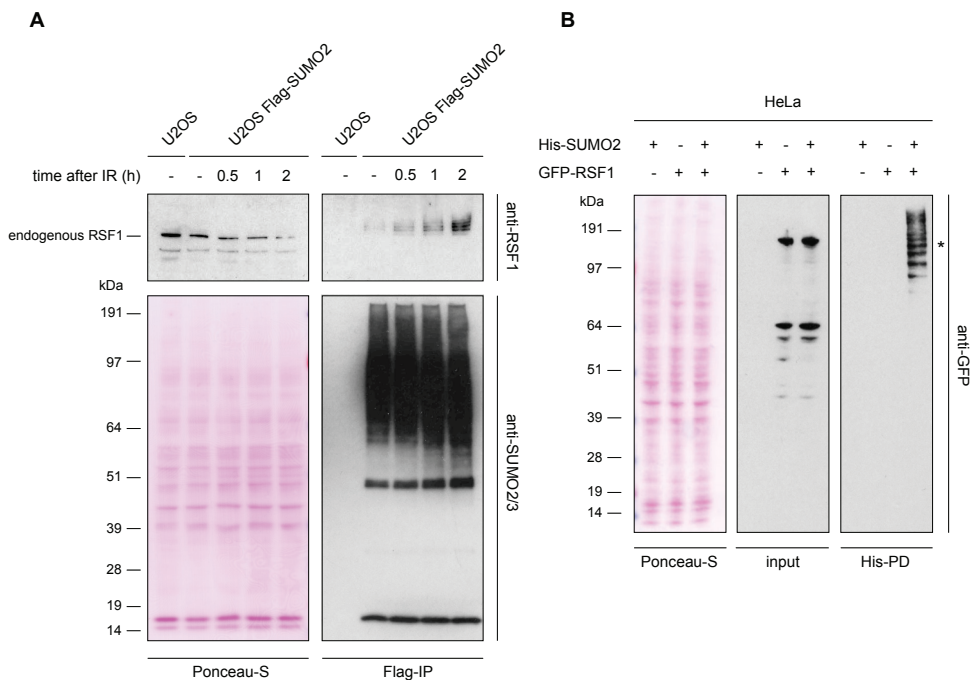 A
U2OS
U2OS Flag-SUMO2
U2OS
U2OS Flag-SUMO2
time after IR (h)
- - 0.5 1 2
- - 0.5 1 2
endogenous RSF1
anti-RSF1
kDa
191
97
64
51
39
28
19
14
anti-SUMO2/3
Ponceau-S
Flag-IP
B
HeLa
His-SUMO2 + - + + - + + - +
GFP-RSF1 - + + - + + - + +
kDa
191
97
64
51
39
28
19
14
*
anti-GFP
Ponceau-S
input
His-PD